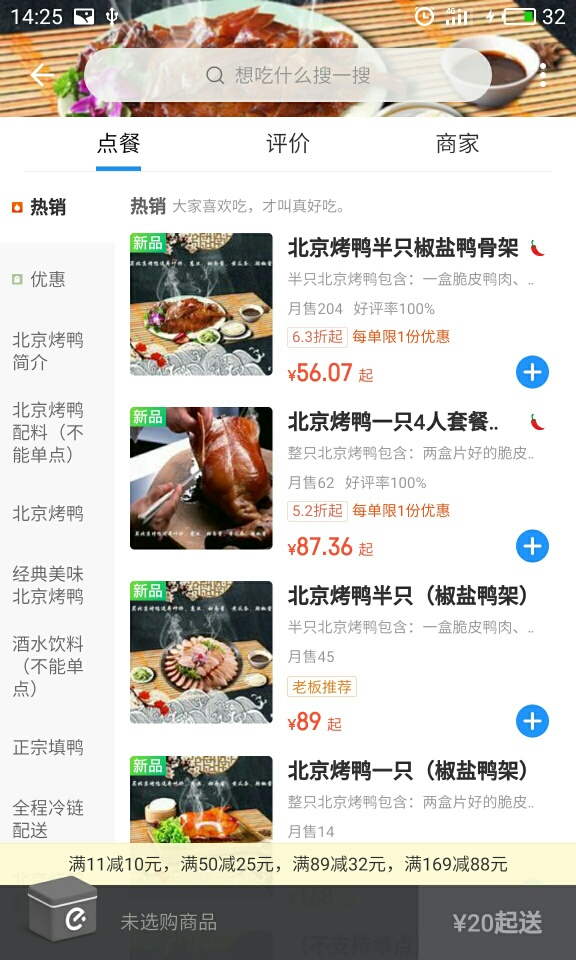 14:25
4G
32
想吃什么搜一搜
点餐
评价
商家
热销
优惠
北京烤鸭
简介
北京烤鸭
配料（不
能单点）
北京烤鸭
经典美味
北京烤鸭
酒水饮料
（不能单
点）
正宗填鸭
全程冷链
配送
热销 大家喜欢吃，才叫真好吃。
新品
北京烤鸭半只椒盐鸭骨架
半只北京烤鸭包含：一盒脆皮鸭肉、..
月售204 好评率100%
6.3折起 每单限1份优惠
¥56.07 起
新品
北京烤鸭一只4人套餐..
整只北京烤鸭包含：两盒片好的脆皮..
月售62 好评率100%
5.2折起 每单限1份优惠
¥87.36 起
新品
北京烤鸭半只（椒盐鸭架）
半只北京烤鸭包含：一盒脆皮鸭肉、..
月售45
老板推荐
¥89 起
新品
北京烤鸭一只（椒盐鸭架）
整只北京烤鸭包含：两盒片好的脆皮..
月售14
满11减10元，满50减25元，满89减32元，满169减88元
未选购商品
¥20起送